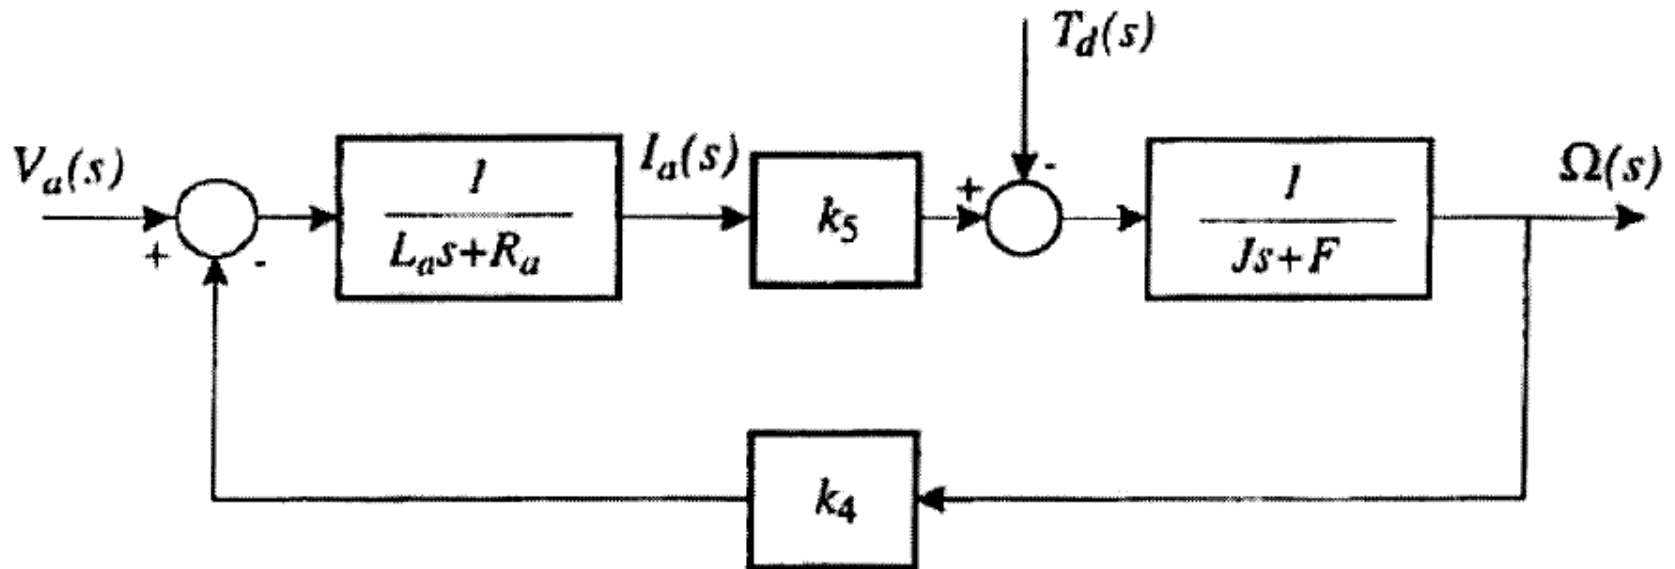 T_d(s)
V_a(s)
+
-
1
L_a s+R_a
I_a(s)
k_5
+
-
1
Js+F
Ω(s)
k_4